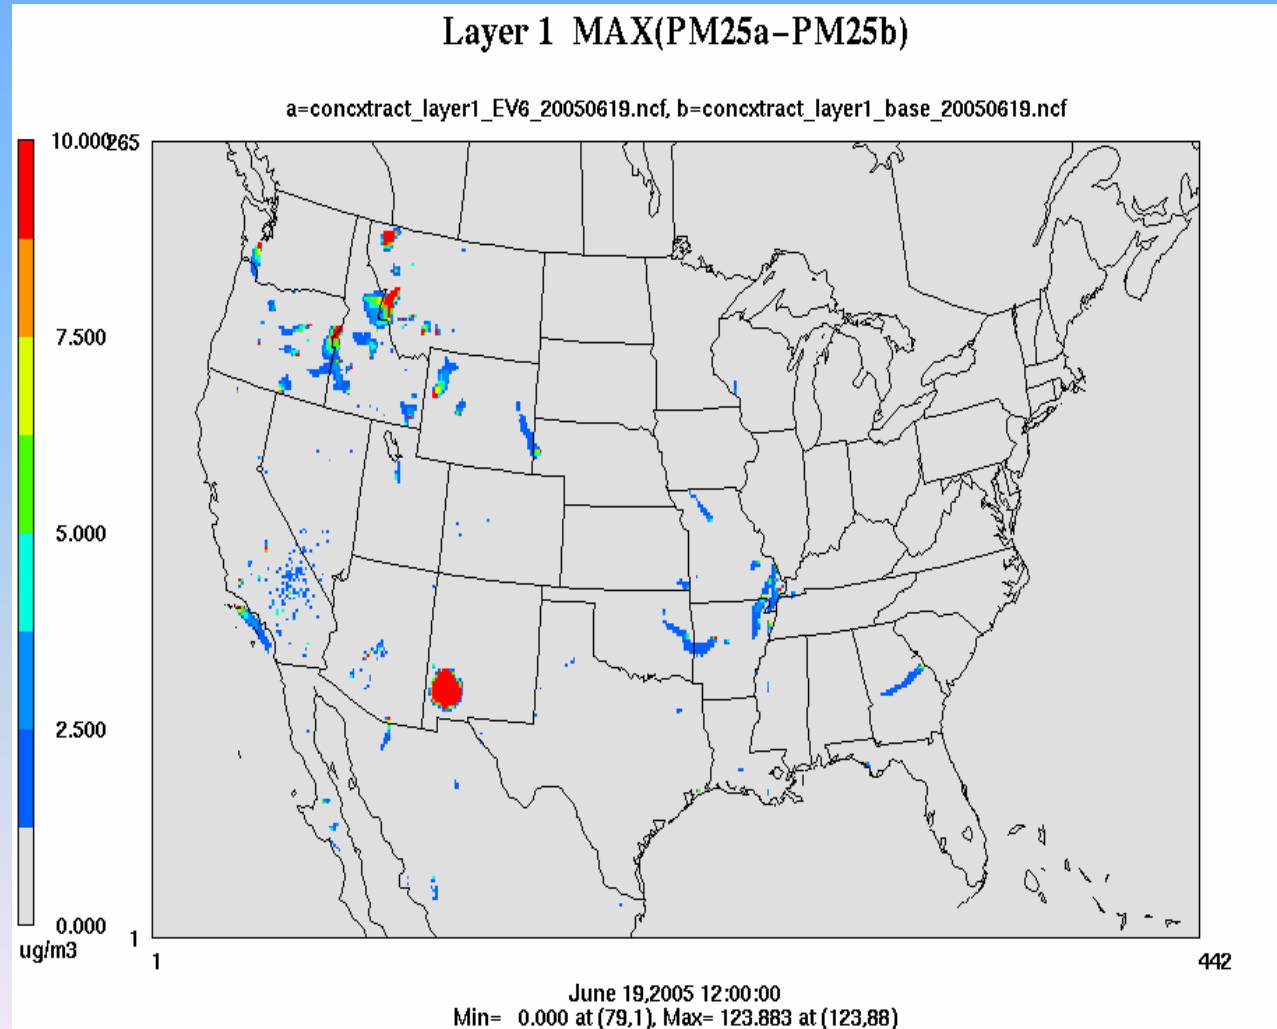 Layer 1 MAX(PM25a-PM25b)
a=concxtract_layer1_EV6_20050619.ncf, b=concxtract_layer1_base_20050619.ncf
10.000
265
7.500
5.000
2.500
0.000
ug/m3
1
1
442
June 19,2005 12:00:00
Min= 0.000 at (79,1), Max= 123.883 at (123,88)